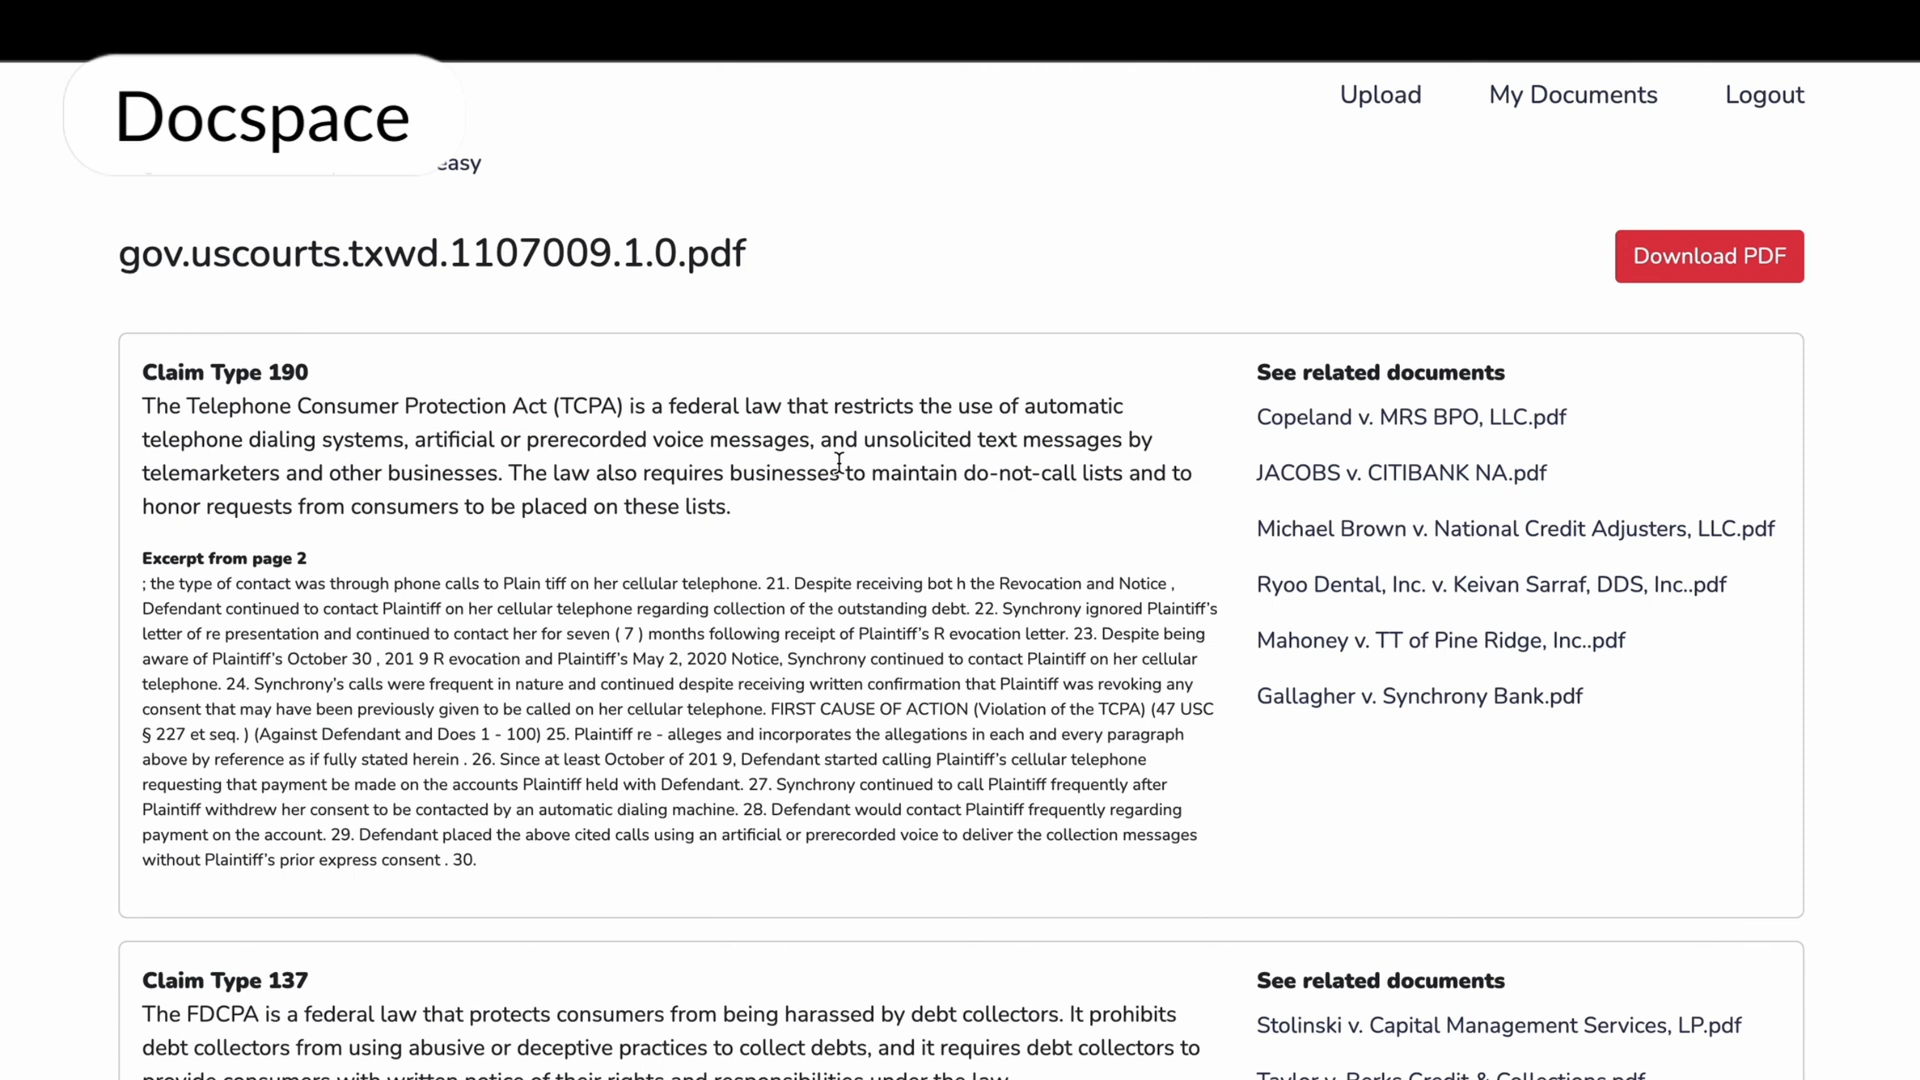 Docspace
Upload
My Documents
Logout
easy
gov.uscourts.txwd.1107009.1.0.pdf
Download PDF
Claim Type 190
The Telephone Consumer Protection Act (TCPA) is a federal law that restricts the use of automatic
telephone dialing systems, artificial or prerecorded voice messages, and unsolicited text messages by
telemarketers and other businesses. The law also requires businesses to maintain do-not-call lists and to
honor requests from consumers to be placed on these lists.
Excerpt from page 2
; the type of contact was through phone calls to Plain tiff on her cellular telephone. 21. Despite receiving bot h the Revocation and Notice ,
Defendant continued to contact Plaintiff on her cellular telephone regarding collection of the outstanding debt. 22. Synchrony ignored Plaintiff’s
letter of re presentation and continued to contact her for seven ( 7 ) months following receipt of Plaintiff’s R evocation letter. 23. Despite being
aware of Plaintiff’s October 30 , 201 9 R evocation and Plaintiff’s May 2, 2020 Notice, Synchrony continued to contact Plaintiff on her cellular
telephone. 24. Synchrony’s calls were frequent in nature and continued despite receiving written confirmation that Plaintiff was revoking any
consent that may have been previously given to be called on her cellular telephone. FIRST CAUSE OF ACTION (Violation of the TCPA) (47 USC
§ 227 et seq. ) (Against Defendant and Does 1 - 100) 25. Plaintiff re - alleges and incorporates the allegations in each and every paragraph
above by reference as if fully stated herein . 26. Since at least October of 201 9, Defendant started calling Plaintiff’s cellular telephone
requesting that payment be made on the accounts Plaintiff held with Defendant. 27. Synchrony continued to call Plaintiff frequently after
Plaintiff withdrew her consent to be contacted by an automatic dialing machine. 28. Defendant would contact Plaintiff frequently regarding
payment on the account. 29. Defendant placed the above cited calls using an artificial or prerecorded voice to deliver the collection messages
without Plaintiff’s prior express consent . 30.
See related documents
Copeland v. MRS BPO, LLC.pdf
JACOBS v. CITIBANK NA.pdf
Michael Brown v. National Credit Adjusters, LLC.pdf
Ryoo Dental, Inc. v. Keivan Sarraf, DDS, Inc..pdf
Mahoney v. TT of Pine Ridge, Inc..pdf
Gallagher v. Synchrony Bank.pdf
Claim Type 137
The FDCPA is a federal law that protects consumers from being harassed by debt collectors. It prohibits
debt collectors from using abusive or deceptive practices to collect debts, and it requires debt collectors to
provide consumers with written notice of their rights and responsibilities under the law.
See related documents
Stolinski v. Capital Management Services, LP.pdf
Taylor v. Berks Credit & Collections.pdf